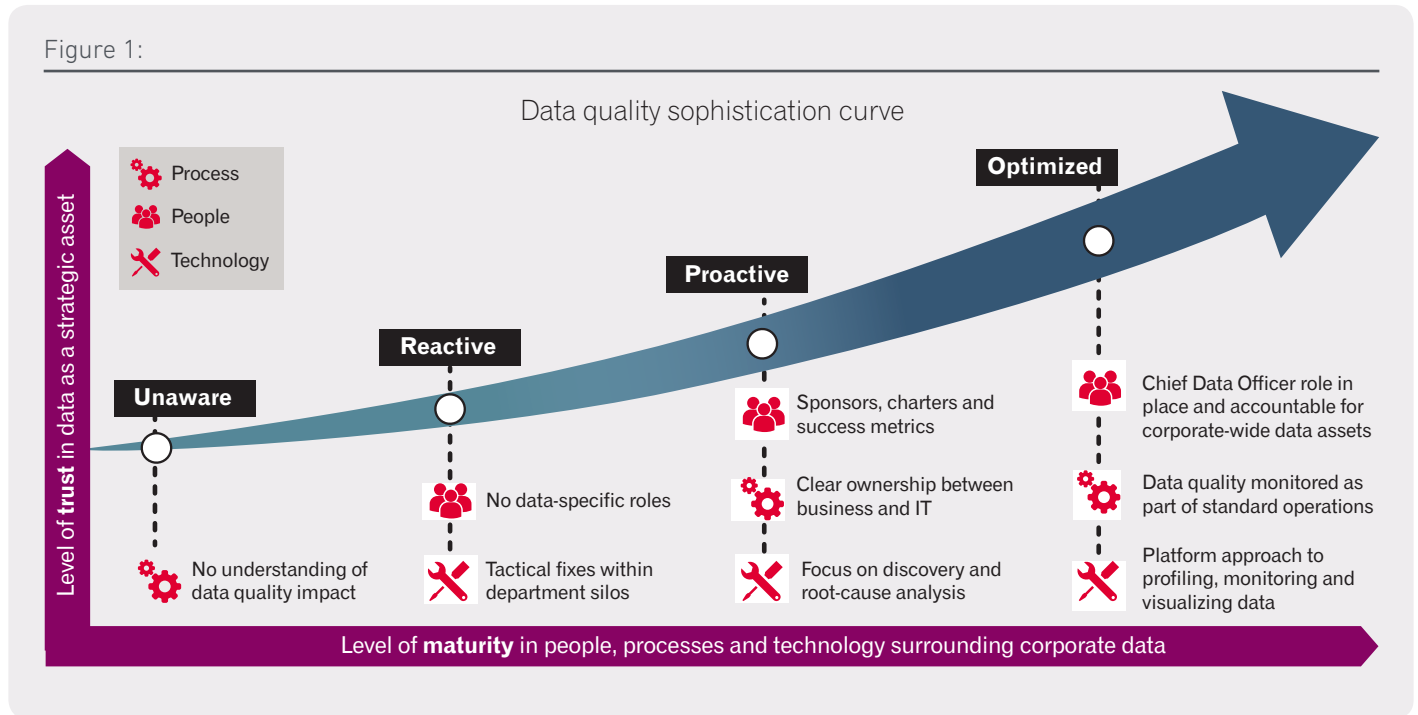 Figure 1:
Data quality sophistication curve
Process
People
Technology
Level of trust in data as a strategic asset
Unaware
No understanding of
data quality impact
Reactive
No data-specific roles
Tactical fixes within
department silos
Proactive
Sponsors, charters and
success metrics
Clear ownership between
business and IT
Focus on discovery and
root-cause analysis
Optimized
Chief Data Officer role in
place and accountable for
corporate-wide data assets
Data quality monitored as
part of standard operations
Platform approach to
profiling, monitoring and
visualizing data
Level of maturity in people, processes and technology surrounding corporate data